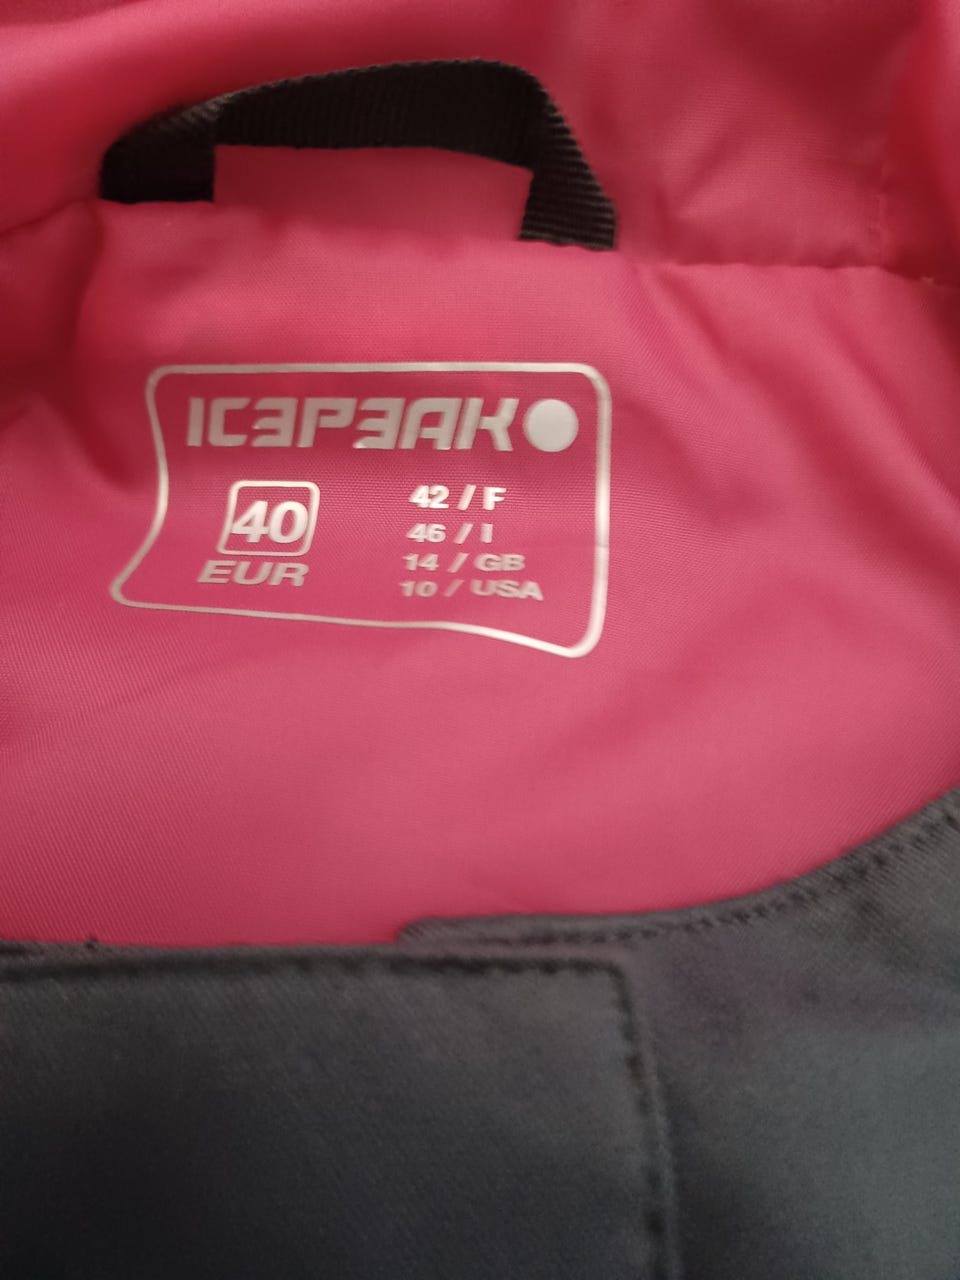 ICEPEAK
40
EUR
42 / F
46 / I
14 / GB
10 / USA